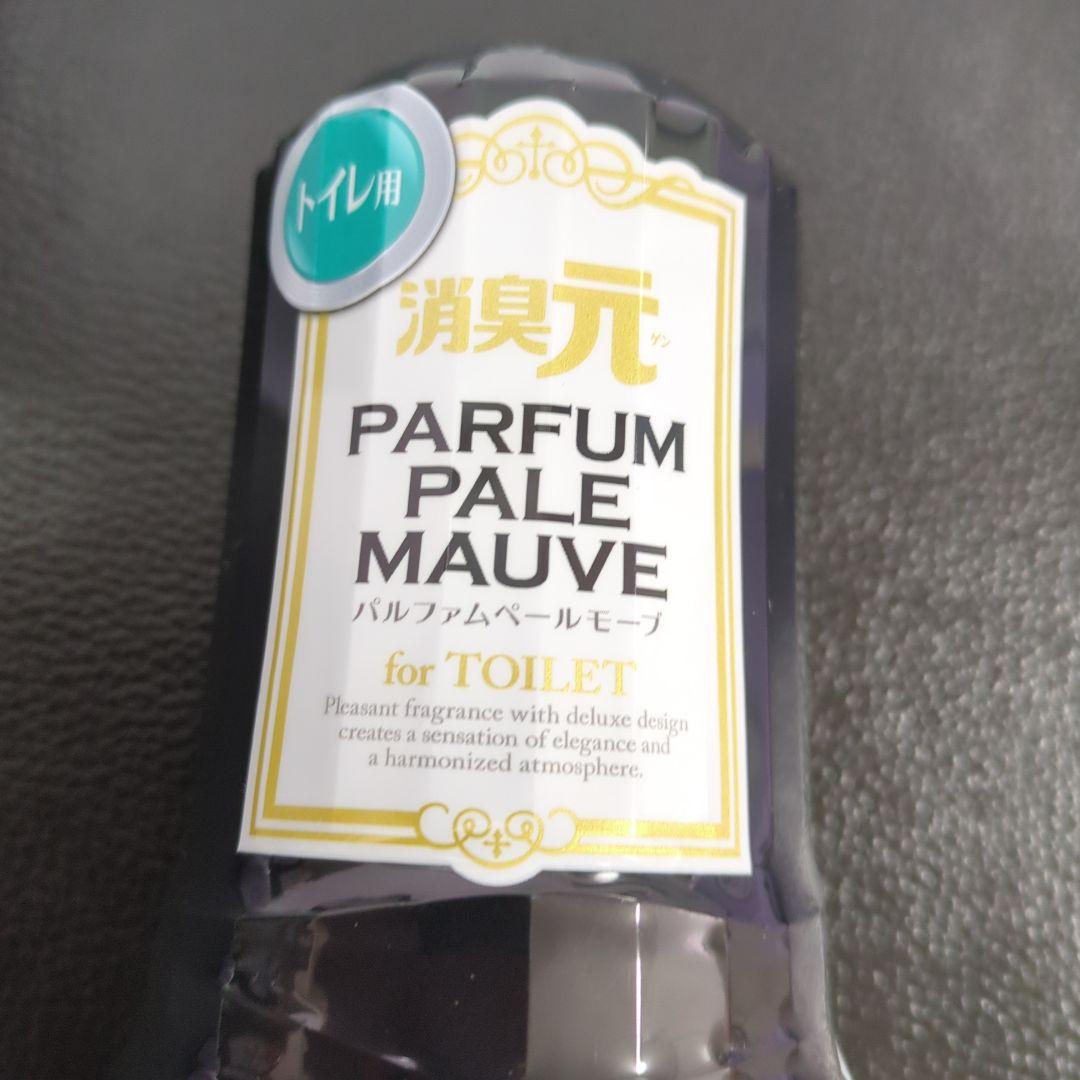 トイレ用
消臭元
ゲン
PARFUM
PALE
MAUVE
パルファムペールモーブ
for TOILET
Pleasant fragrance with deluxe design
creates a sensation of elegance and
a harmonized atmosphere.